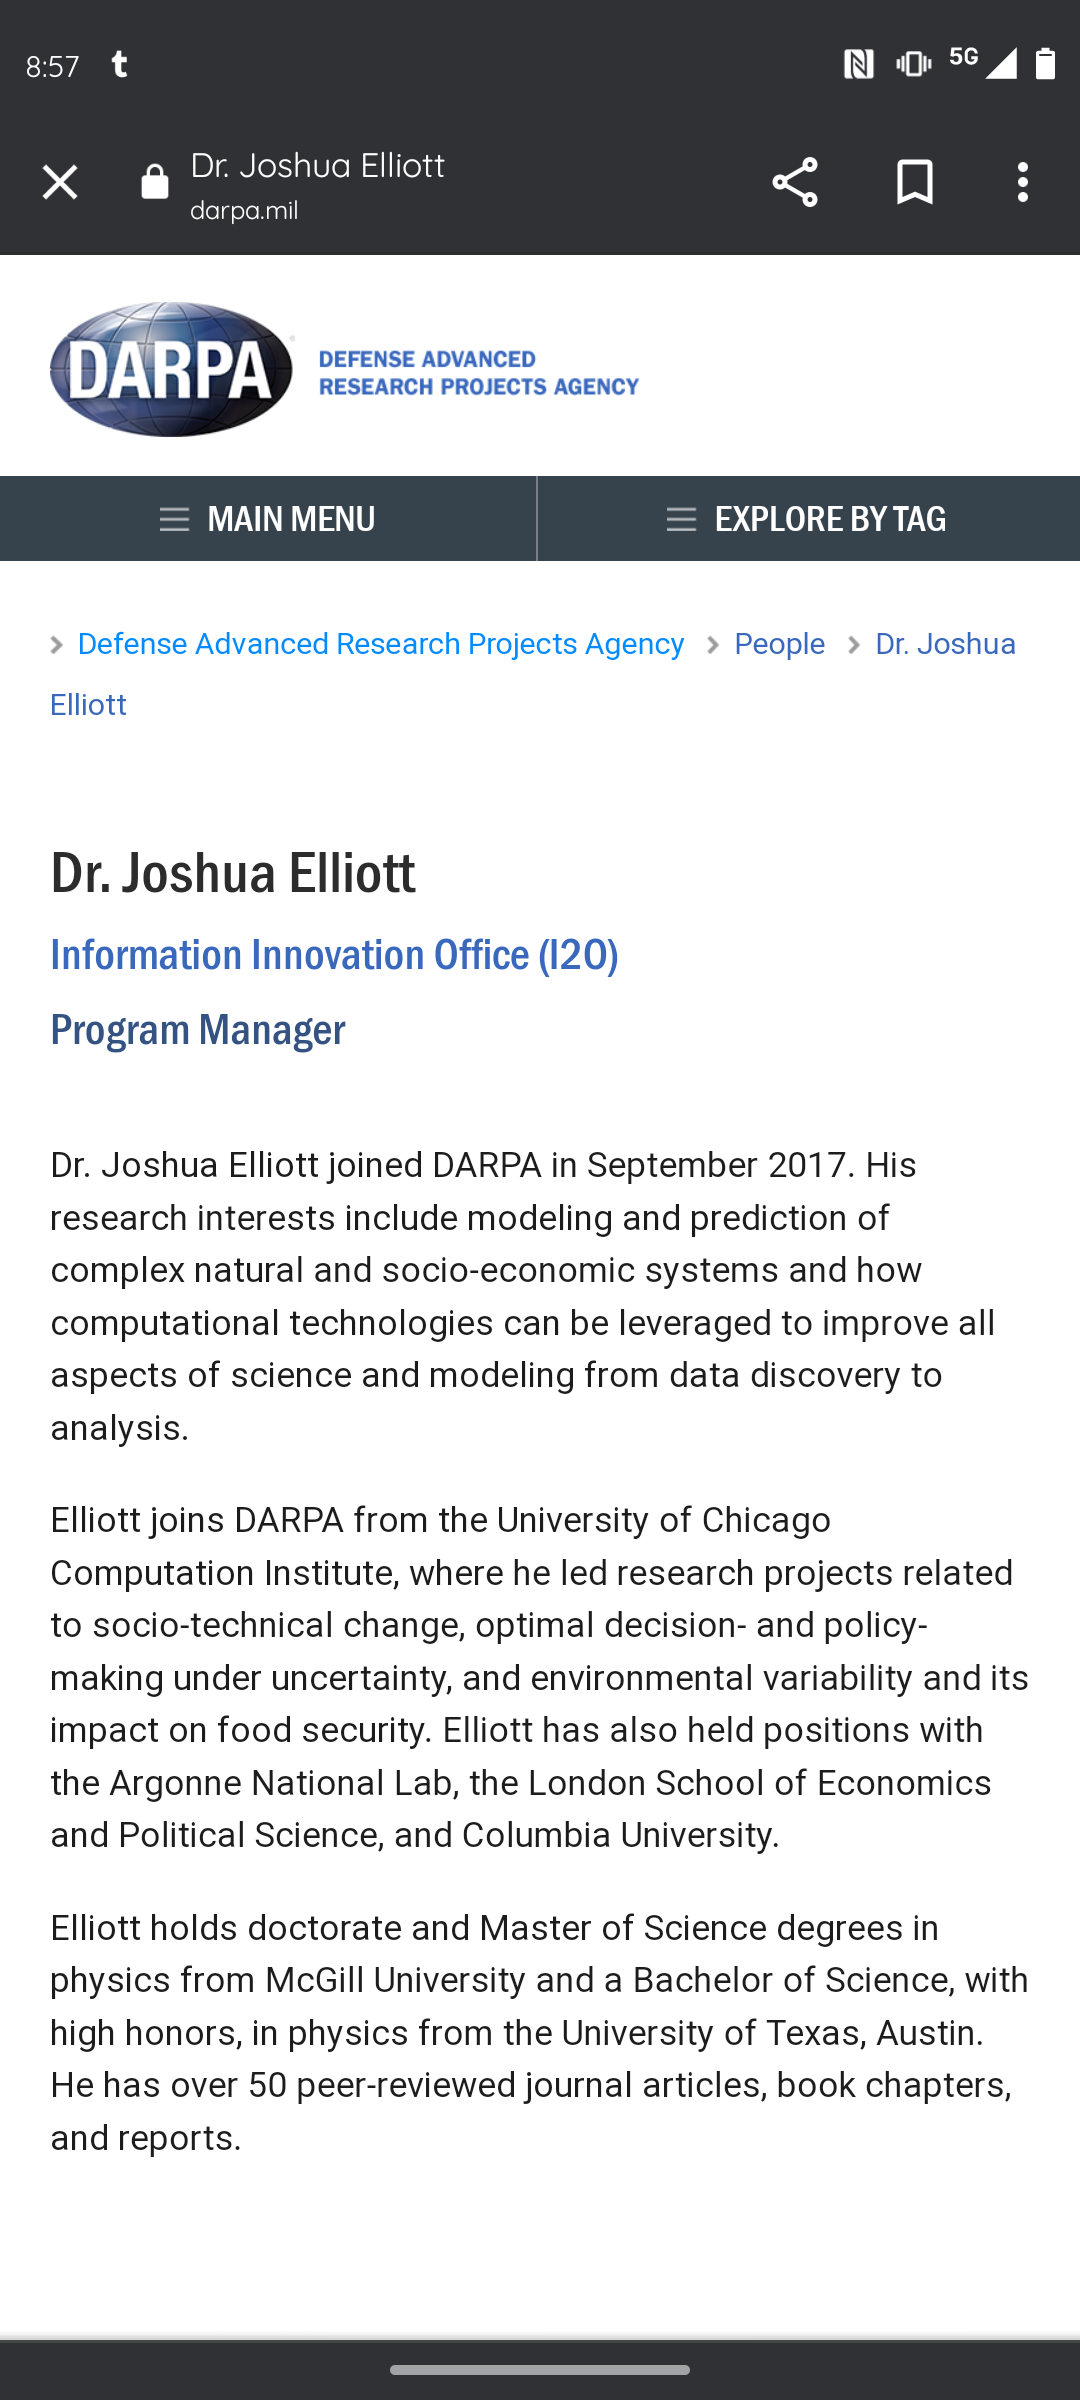 8:57 t 5G
Dr. Joshua Elliott
darpa.mil
DARPA
DEFENSE ADVANCED
RESEARCH PROJECTS AGENCY
MAIN MENU EXPLORE BY TAG
Defense Advanced Research Projects Agency People Dr. Joshua
Elliott
Dr. Joshua Elliott
Information Innovation Office (I2O)
Program Manager
Dr. Joshua Elliott joined DARPA in September 2017. His
research interests include modeling and prediction of
complex natural and socio-economic systems and how
computational technologies can be leveraged to improve all
aspects of science and modeling from data discovery to
analysis.
Elliott joins DARPA from the University of Chicago
Computation Institute, where he led research projects related
to socio-technical change, optimal decision- and policy-
making under uncertainty, and environmental variability and its
impact on food security. Elliott has also held positions with
the Argonne National Lab, the London School of Economics
and Political Science, and Columbia University.
Elliott holds doctorate and Master of Science degrees in
physics from McGill University and a Bachelor of Science, with
high honors, in physics from the University of Texas, Austin.
He has over 50 peer-reviewed journal articles, book chapters,
and reports.